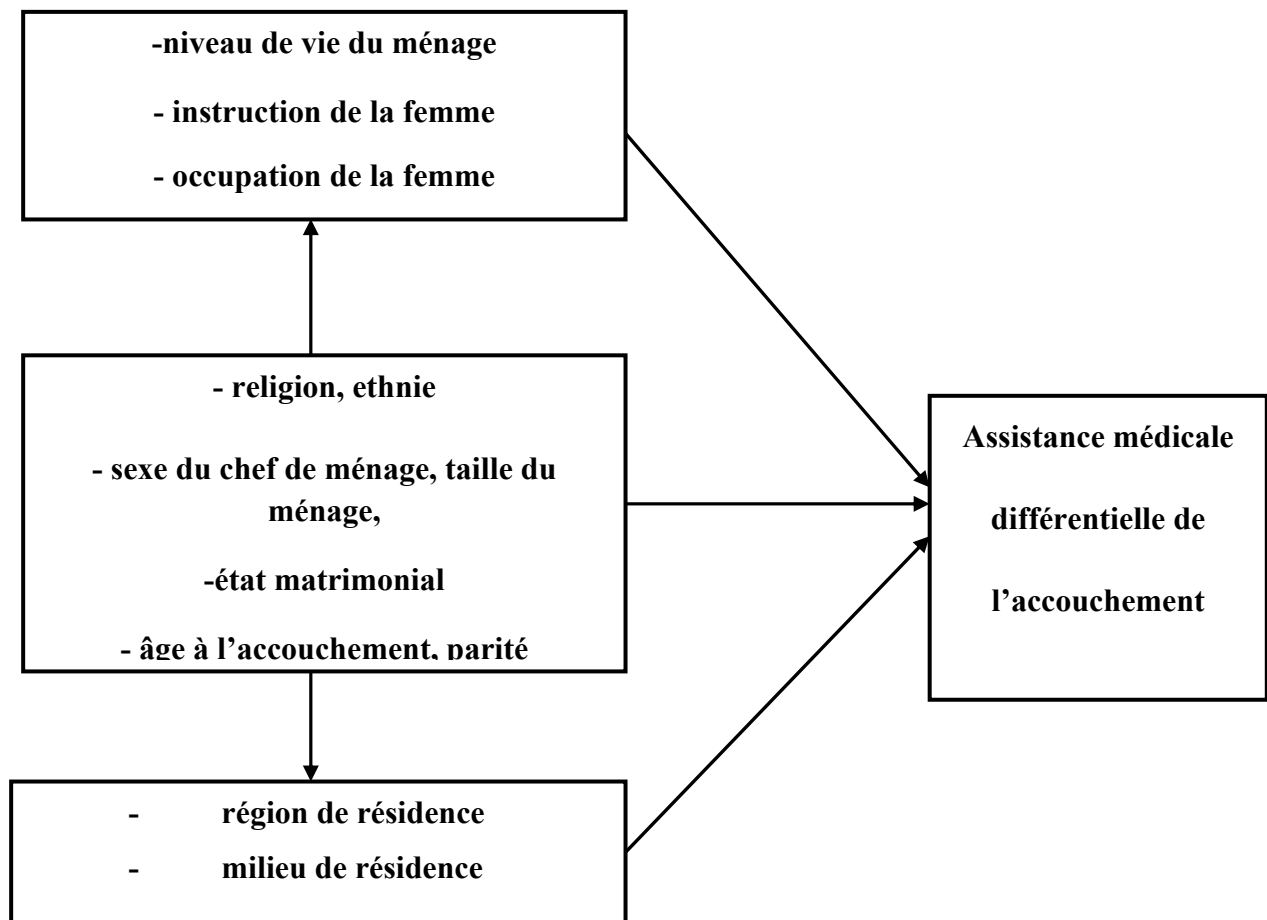 -niveau de vie du ménage
- instruction de la femme
- occupation de la femme
- religion, ethnie
- sexe du chef de ménage, taille du
ménage,
-état matrimonial
- âge à l’accouchement, parité
Assistance médicale
différentielle de
l’accouchement
- région de résidence
- milieu de résidence